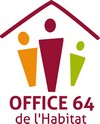 OFFICE 64
de l'Habitat